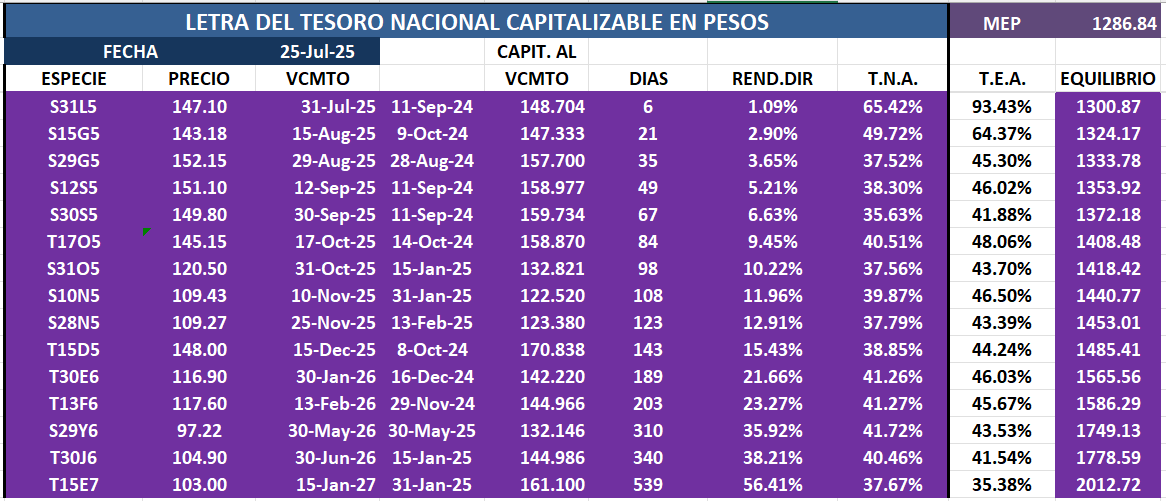 LETRA DEL TESORO NACIONAL CAPITALIZABLE EN PESOS MEP 1286.84
FECHA 25-Jul-25 CAPIT. AL
ESPECIE PRECIO VCMTO VCMTO DIAS REND.DIR T.N.A. T.E.A. EQUILIBRIO
S31L5 147.10 31-Jul-25 11-Sep-24 148.704 6 1.09% 65.42% 93.43% 1300.87
S15G5 143.18 15-Aug-25 9-Oct-24 147.333 21 2.90% 49.72% 64.37% 1324.17
S29G5 152.15 29-Aug-25 28-Aug-24 157.700 35 3.65% 37.52% 45.30% 1333.78
S12S5 151.10 12-Sep-25 11-Sep-24 158.977 49 5.21% 38.30% 46.02% 1353.92
S30S5 149.80 30-Sep-25 11-Sep-24 159.734 67 6.63% 35.63% 41.88% 1372.18
T17O5 145.15 17-Oct-25 14-Oct-24 158.870 84 9.45% 40.51% 48.06% 1408.48
S31O5 120.50 31-Oct-25 15-Jan-25 132.821 98 10.22% 37.56% 43.70% 1418.42
S10N5 109.43 10-Nov-25 31-Jan-25 122.520 108 11.96% 39.87% 46.50% 1440.77
S28N5 109.27 25-Nov-25 13-Feb-25 123.380 123 12.91% 37.79% 43.39% 1453.01
T15D5 148.00 15-Dec-25 8-Oct-24 170.838 143 15.43% 38.85% 44.24% 1485.41
T30E6 116.90 30-Jan-26 16-Dec-24 142.220 189 21.66% 41.26% 46.03% 1565.56
T13F6 117.60 13-Feb-26 29-Nov-24 144.966 203 23.27% 41.27% 45.67% 1586.29
S29Y6 97.22 30-May-26 30-May-25 132.146 310 35.92% 41.72% 43.53% 1749.13
T30J6 104.90 30-Jun-26 15-Jan-25 144.986 340 38.21% 40.46% 41.54% 1778.59
T15E7 103.00 15-Jan-27 31-Jan-25 161.100 539 56.41% 37.67% 35.38% 2012.72